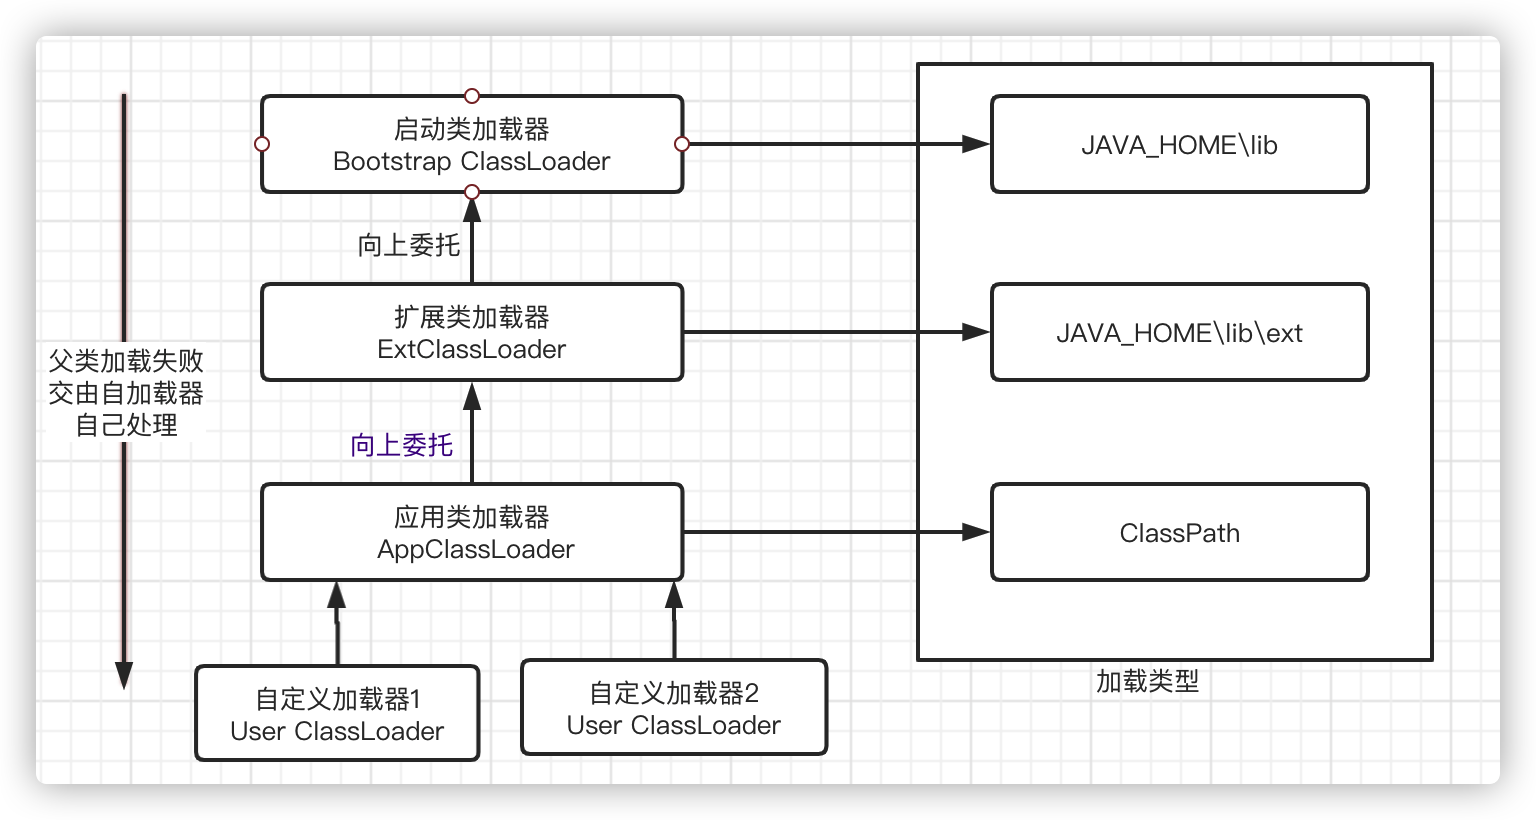 启动类加载器
Bootstrap ClassLoader
JAVA_HOME\lib
向上委托
扩展类加载器
ExtClassLoader
JAVA_HOME\lib\ext
父类加载失败
交由自加载器
自己处理
向上委托
应用类加载器
AppClassLoader
ClassPath
自定义加载器1
User ClassLoader
自定义加载器2
User ClassLoader
加载类型